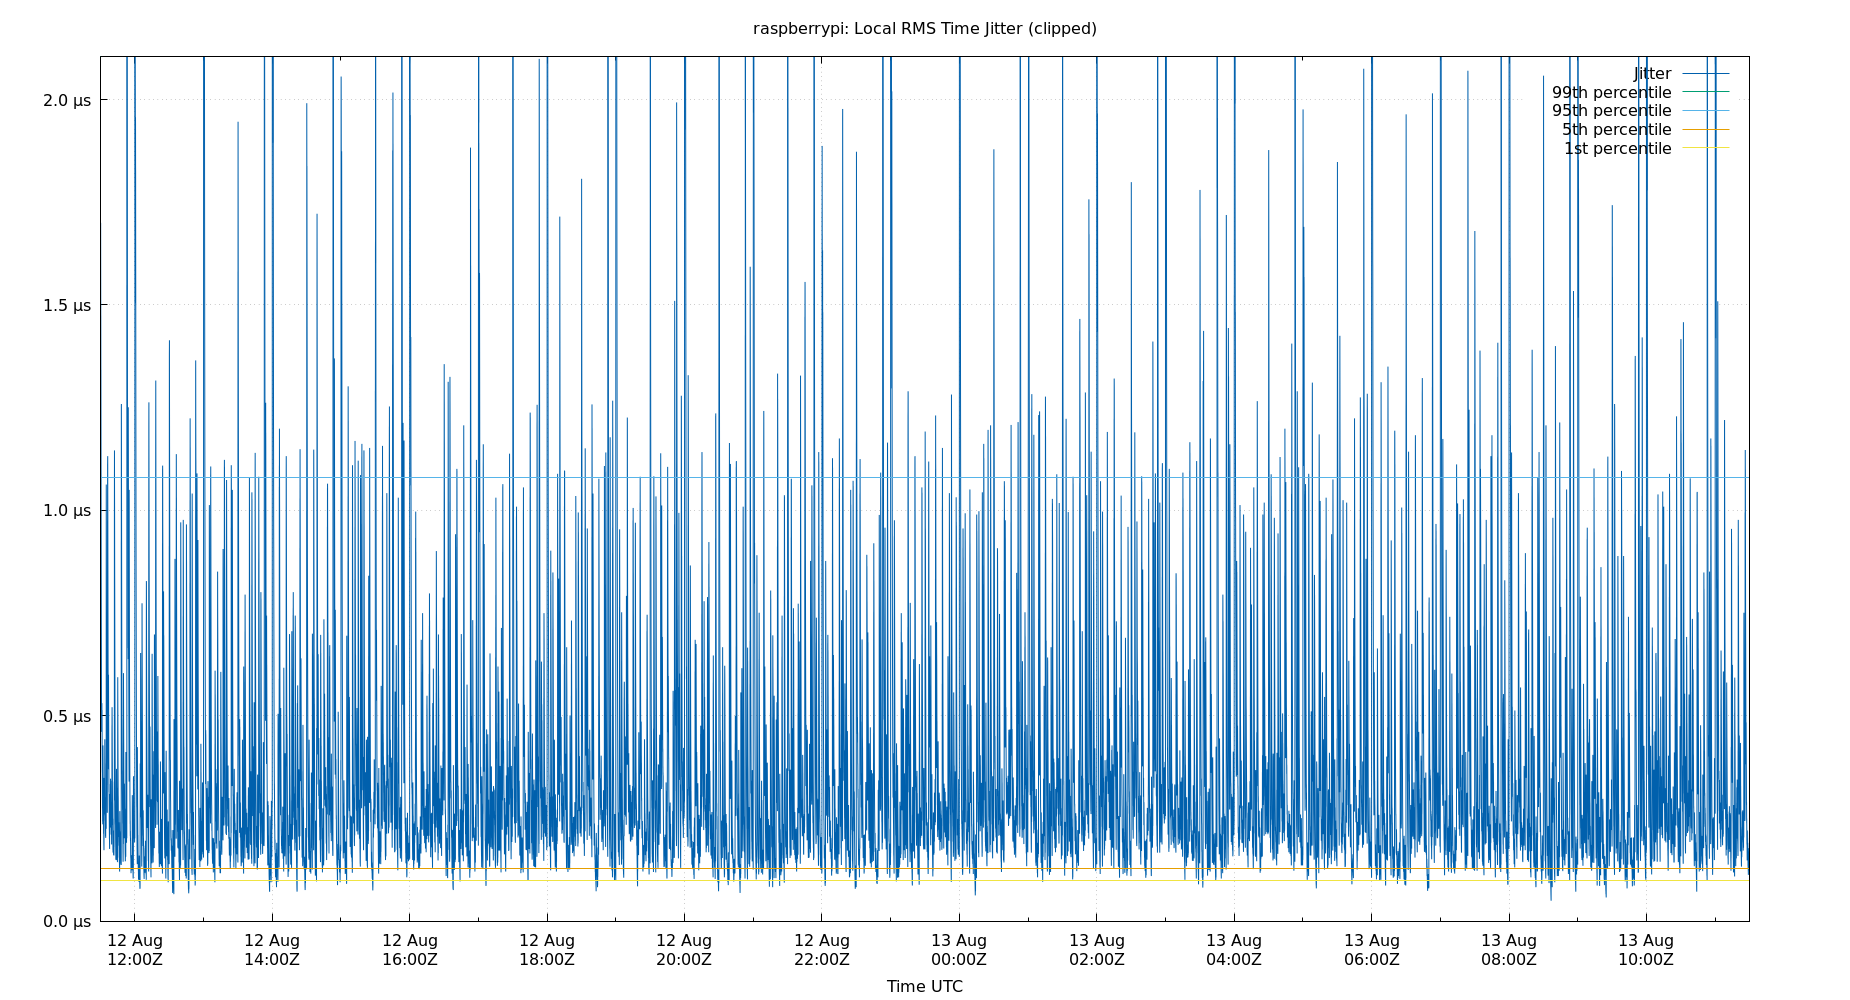 raspberrypi: Local RMS Time Jitter (clipped)
Jitter
99th percentile
95th percentile
5th percentile
1st percentile
2.0 µs
1.5 µs
1.0 µs
0.5 µs
0.0 µs
12 Aug 12 Aug 12 Aug 12 Aug 12 Aug 12 Aug 13 Aug 13 Aug 13 Aug 13 Aug 13 Aug 13 Aug
12:00Z 14:00Z 16:00Z 18:00Z 20:00Z 22:00Z 00:00Z 02:00Z 04:00Z 06:00Z 08:00Z 10:00Z
Time UTC